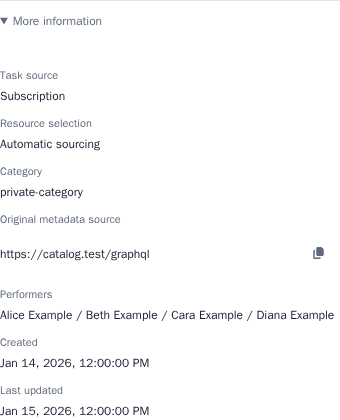 More information
Task source
Subscription
Resource selection
Automatic sourcing
Category
private-category
Original metadata source
https://catalog.test/graphql
Performers
Alice Example / Beth Example / Cara Example / Diana Example
Created
Jan 14, 2026, 12:00:00 PM
Last updated
Jan 15, 2026, 12:00:00 PM